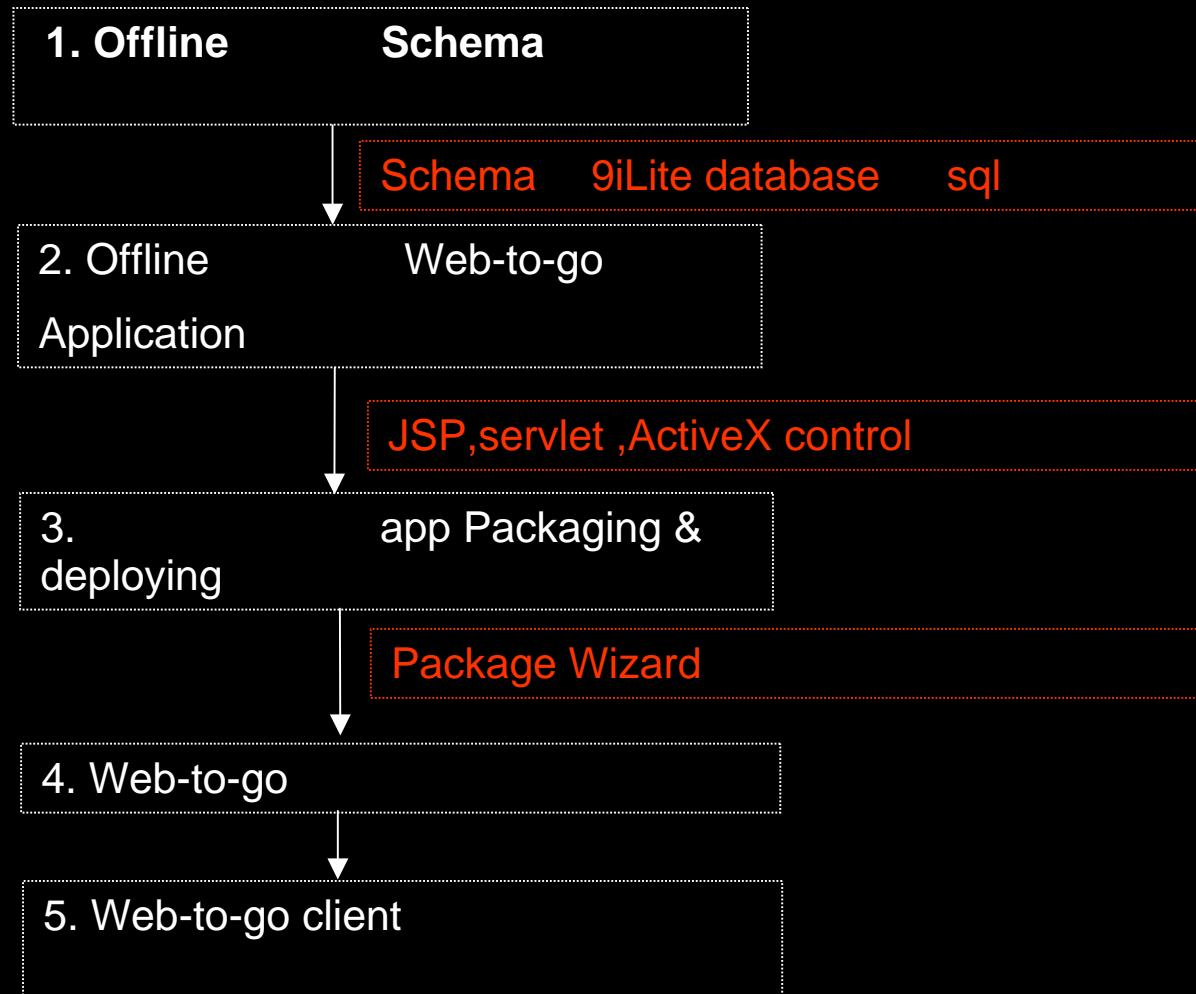 1. Offline Schema
Schema 9iLite database sql
2. Offline Web-to-go
Application
JSP,servlet ,ActiveX control
3. app Packaging &
deploying
Package Wizard
4. Web-to-go
5. Web-to-go client